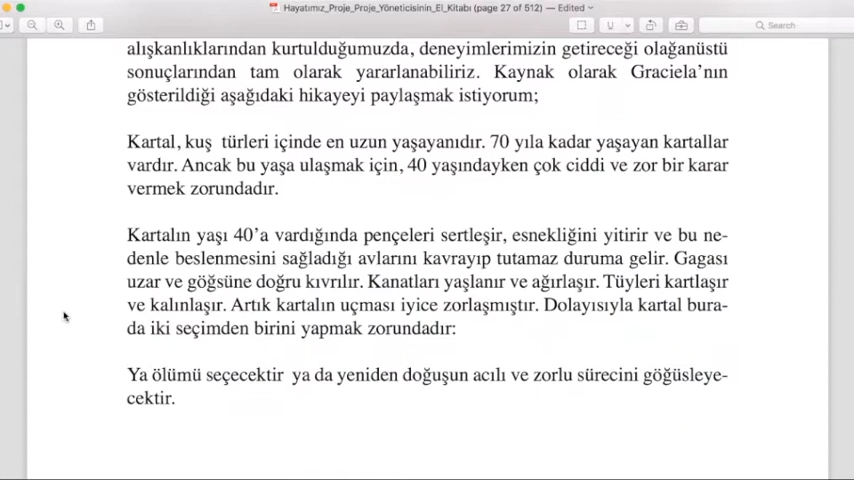 Hayatımız_Proje_Proje_Yöneticisinin_El_Kitabı (page 27 of 512) — Edited
Search
alışkanlıklarından kurtulduğumuzda, deneyimlerimizin getireceği olağanüstü
sonuçlarından tam olarak yararlanabiliriz. Kaynak olarak Graciela’nın
gösterildiği aşağıdaki hikayeyi paylaşmak istiyorum;
Kartal, kuş türleri içinde en uzun yaşayanıdır. 70 yıla kadar yaşayan kartallar
vardır. Ancak bu yaşa ulaşmak için, 40 yaşındayken çok ciddi ve zor bir karar
vermek zorundadır.
Kartalın yaşı 40’a vardığında pençeleri sertleşir, esnekliğini yitirir ve bu ne-
denle beslenmesini sağladığı avlarını kavrayıp tutamaz duruma gelir. Gagası
uzar ve göğsüne doğru kıvrılır. Kanatları yaşlanır ve ağırlaşır. Tüyleri kartlaşır
ve kalınlaşır. Artık kartalın uçması iyice zorlaşmıştır. Dolayısıyla kartal bura-
da iki seçimden birini yapmak zorundadır:
Ya ölümü seçecektir ya da yeniden doğuşun acılı ve zorlu sürecini göğüsleye-
cektir.